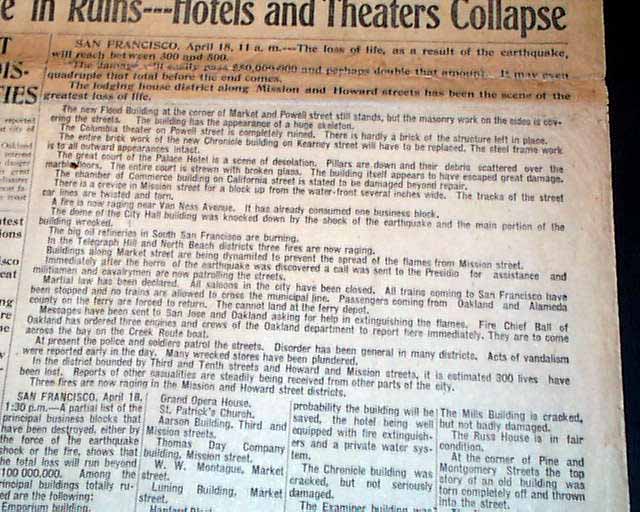 e in Ruins---Hotels and Theaters Collapse
SAN FRANCISCO, April 18, 11 a. m.—The loss of life, as a result of the earthquake,
will reach between 300 and 500.
The damage will easily pass and perhaps double that amount. It may even
quadruple that total before the end comes.
The lodging house district along Mission and Howard streets has been the scene of the
greatest loss of life.
The new Flood Building at the corner of Market and Powell street still stands, but the masonry work on the sides is cov-
ering the streets. The building has the appearance of a huge skeleton.
The Columbia theater on Powell street is completely ruined. There is hardly a brick of the structure left in place.
The entire brick work of the new Chronicle building on Kearney street will have to be replaced. The steel frame work
is to all outward appearances intact.
The great court of the Palace Hotel is a scene of desolation. Pillars are down and their debris scattered over the
marble floors. The entire court is strewn with broken glass. The building itself appears to have escaped great damage.
The chamber of Commerce building on California street is stated to be damaged beyond repair.
There is a crevice in Mission street for a block up from the water-front several inches wide. The tracks of the street
car lines are twisted and torn.
A fire is now raging near Van Ness Avenue. It has already consumed one business block.
The dome of the City Hall building was knocked down by the shock of the earthquake and the main portion of the
building wrecked.
The big oil refineries in South San Francisco are burning.
In the Telegraph Hill and North Beach districts three fires are now raging.
Buildings along Market street are being dynamited to prevent the spread of the flames from Mission street.
Immediately after the horror of the earthquake was discovered a call was sent to the Presidio for assistance and
militiamen and cavalrymen are now patrolling the streets.
Martial law has been declared. All saloons in the city have been closed. All trains coming to San Francisco have
been stopped and no trains are allowed to cross the municipal line. Passengers coming from Oakland and Alameda
county on the ferry are forced to return. The cannot land at the ferry depot.
Messages have been sent to San Jose and Oakland asking for help in extinguishing the flames. Fire Chief Ball of
Oakland has ordered three engines and crews of the Oakland department to report here immediately. They are to come
across the bay on the Creek Route boat.
At present the police and soldiers patrol the streets. Disorder has been general in many districts. Acts of vandalism
were reported early in the day. Many wrecked stores have been plundered.
In the district bounded by Third and Tenth streets and Howard and Mission streets, it is estimated 300 lives have
been lost. Reports of other casualties are steadily being received from other parts of the city.
Three fires are now raging in the Mission and Howard street districts.
SAN FRANCISCO, April 18,
1:30 p.m.—A partial list of the
principal business blocks that
have been destroyed, either by
the force of the earthquake
shock or the fire, shows that
the total loss will run beyond
100 000,000. Among the
principal buildings totally ru-
ed are the following:
Emporium building.
Grand Opera House.
St. Patrick's Church.
Aarson Building, Third and
Mission streets.
Thomas Day Company
building, Mission street.
W. W. Montague, Market
street.
Luning Building, Market
street.
probability the building will be
saved, the hotel being well
equipped with fire extinguish-
ers and a private water sys-
tem.
The Chronicle building was
cracked, but not seriously
damaged.
The Examiner building was
The Mills Building is cracked,
but not badly damaged.
The Russ House is in fair
condition.
At the corner of Pine and
Montgomery Streets the top
story of an old building was
torn completely off and thrown
into the street.